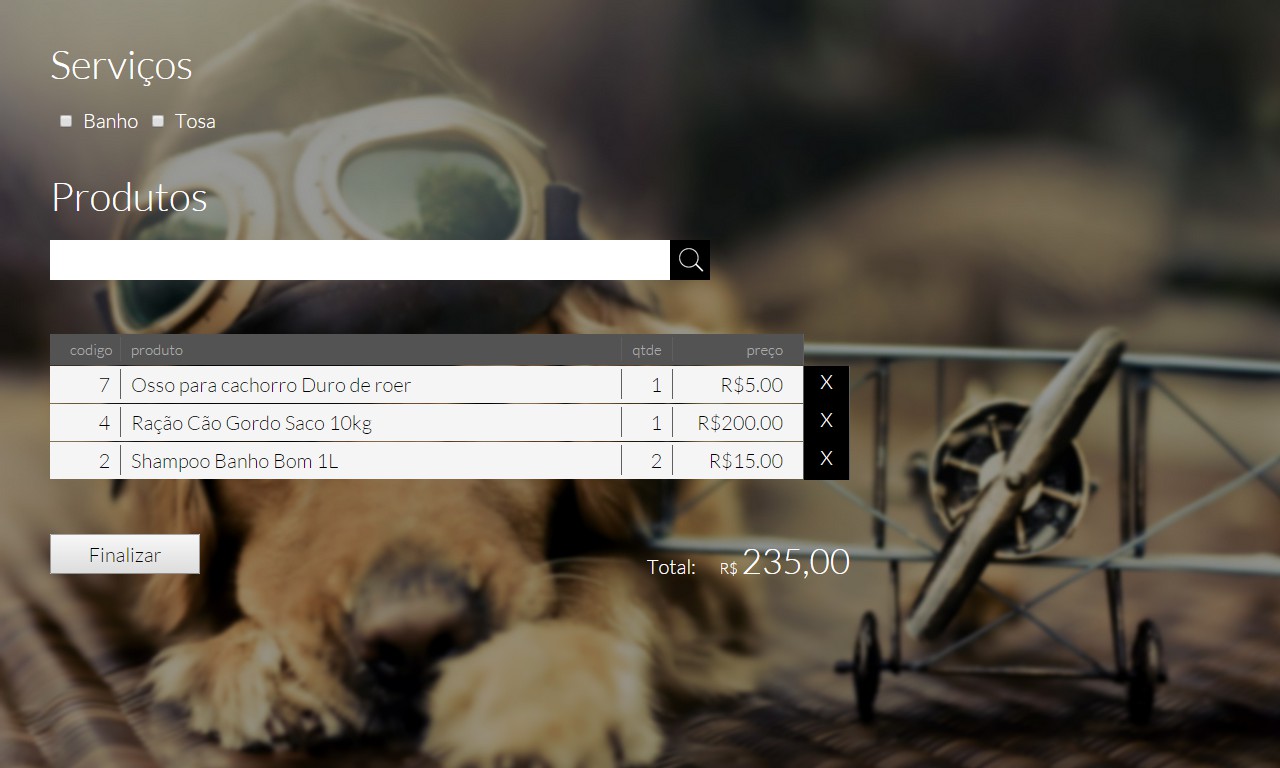 Serviços
Banho Tosa
Produtos
codigo produto qtde preço
7 Osso para cachorro Duro de roer 1 R$5.00 X
4 Ração Cão Gordo Saco 10kg 1 R$200.00 X
2 Shampoo Banho Bom 1L 2 R$15.00 X
Finalizar Total: R$ 235,00